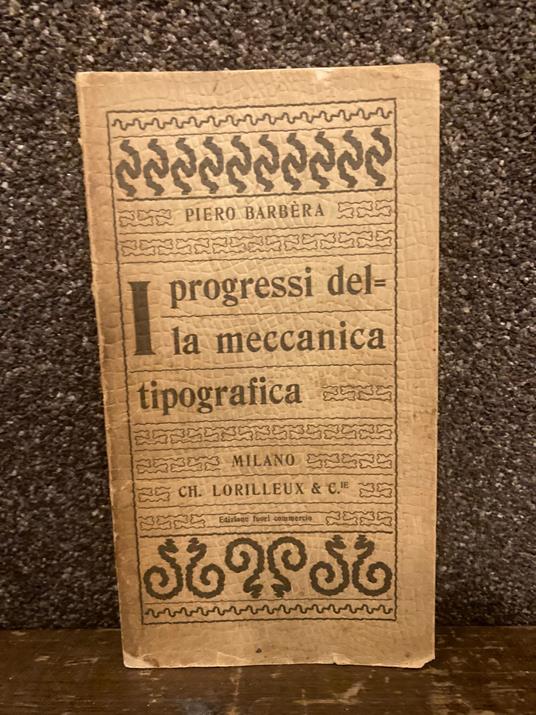 PIERO BARBÈRA
I progressi del=
la meccanica
tipografica
MILANO
CH. LORILLEUX & C.IE
Edizione fuori commercio